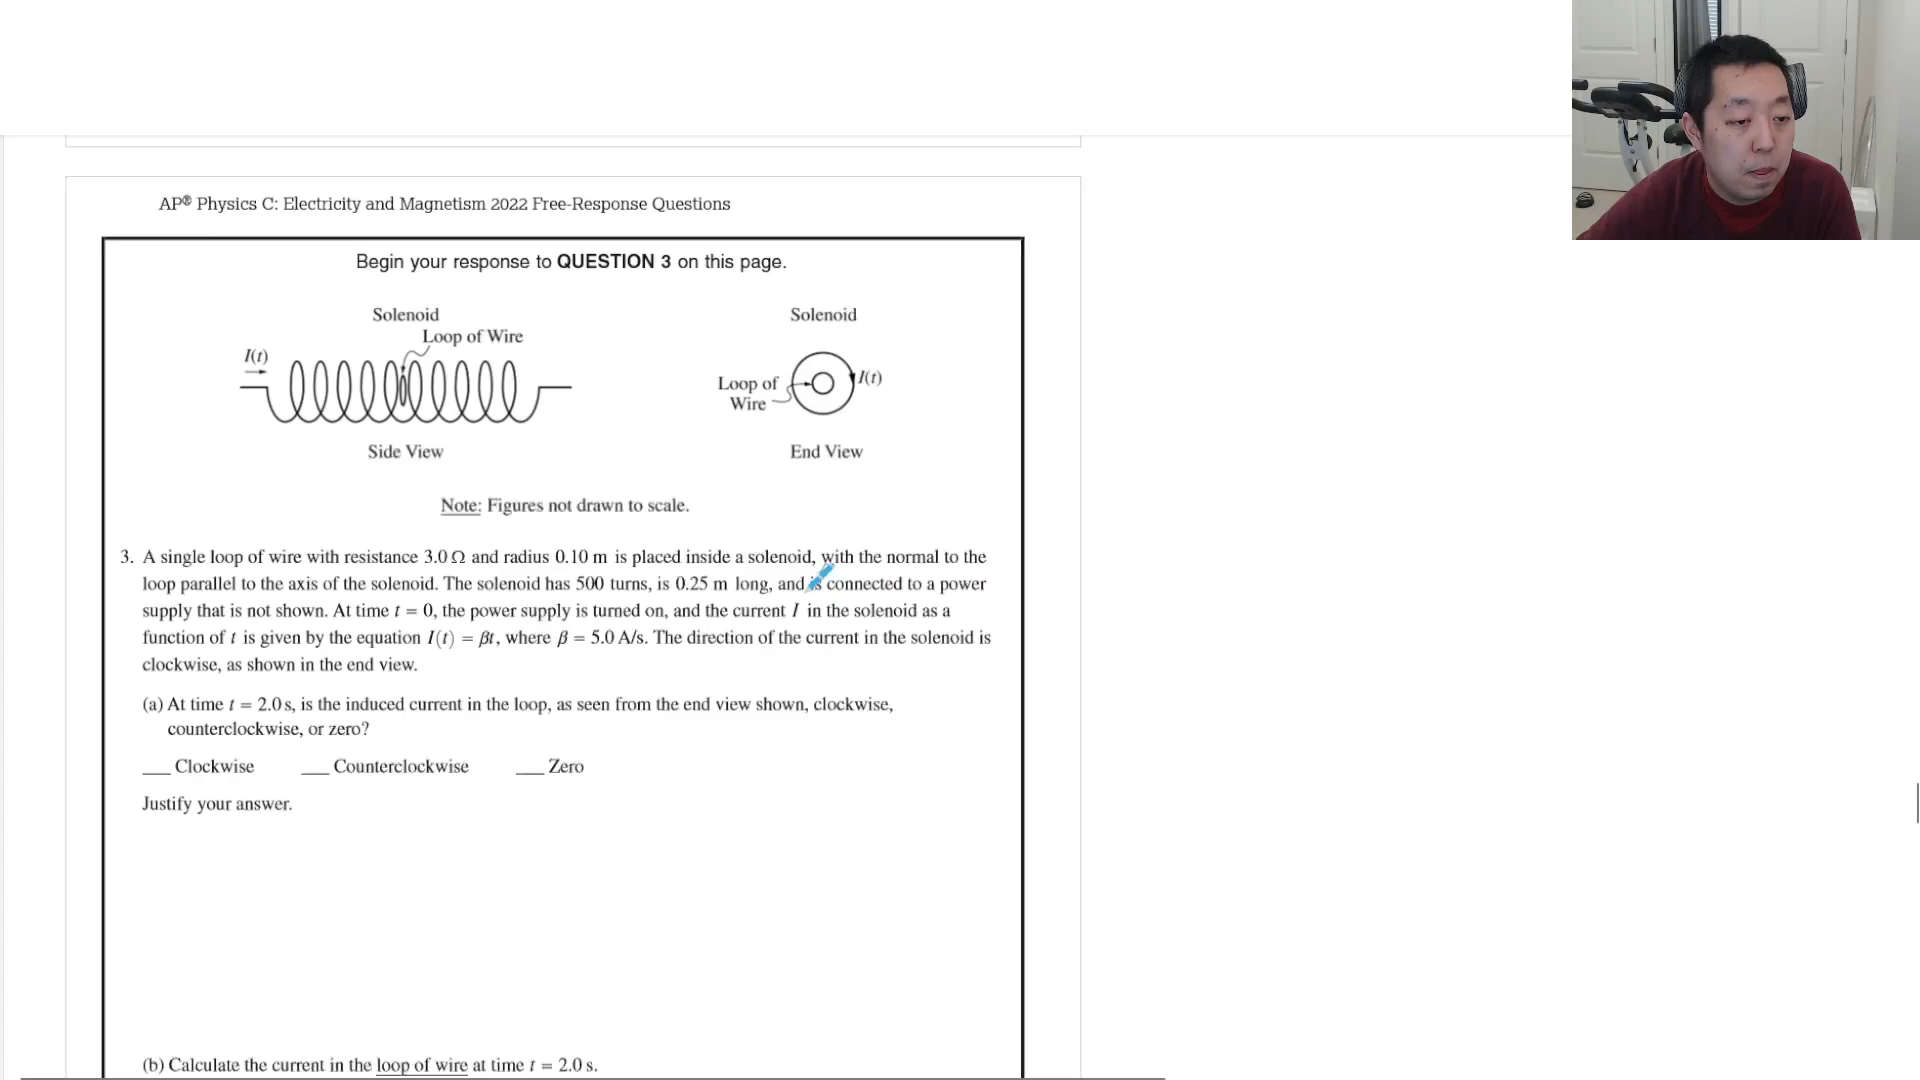 AP® Physics C: Electricity and Magnetism 2022 Free-Response Questions
Begin your response to QUESTION 3 on this page.
Solenoid
Loop of Wire
I(t)
Side View
Solenoid
Loop of
Wire
I(t)
End View
Note: Figures not drawn to scale.
3. A single loop of wire with resistance 3.0 Ω and radius 0.10 m is placed inside a solenoid, with the normal to the
loop parallel to the axis of the solenoid. The solenoid has 500 turns, is 0.25 m long, and is connected to a power
supply that is not shown. At time t = 0, the power supply is turned on, and the current I in the solenoid as a
function of t is given by the equation I(t) = βt, where β = 5.0 A/s. The direction of the current in the solenoid is
clockwise, as shown in the end view.
(a) At time t = 2.0 s, is the induced current in the loop, as seen from the end view shown, clockwise,
counterclockwise, or zero?
___ Clockwise ___ Counterclockwise ___ Zero
Justify your answer.
(b) Calculate the current in the loop of wire at time t = 2.0 s.